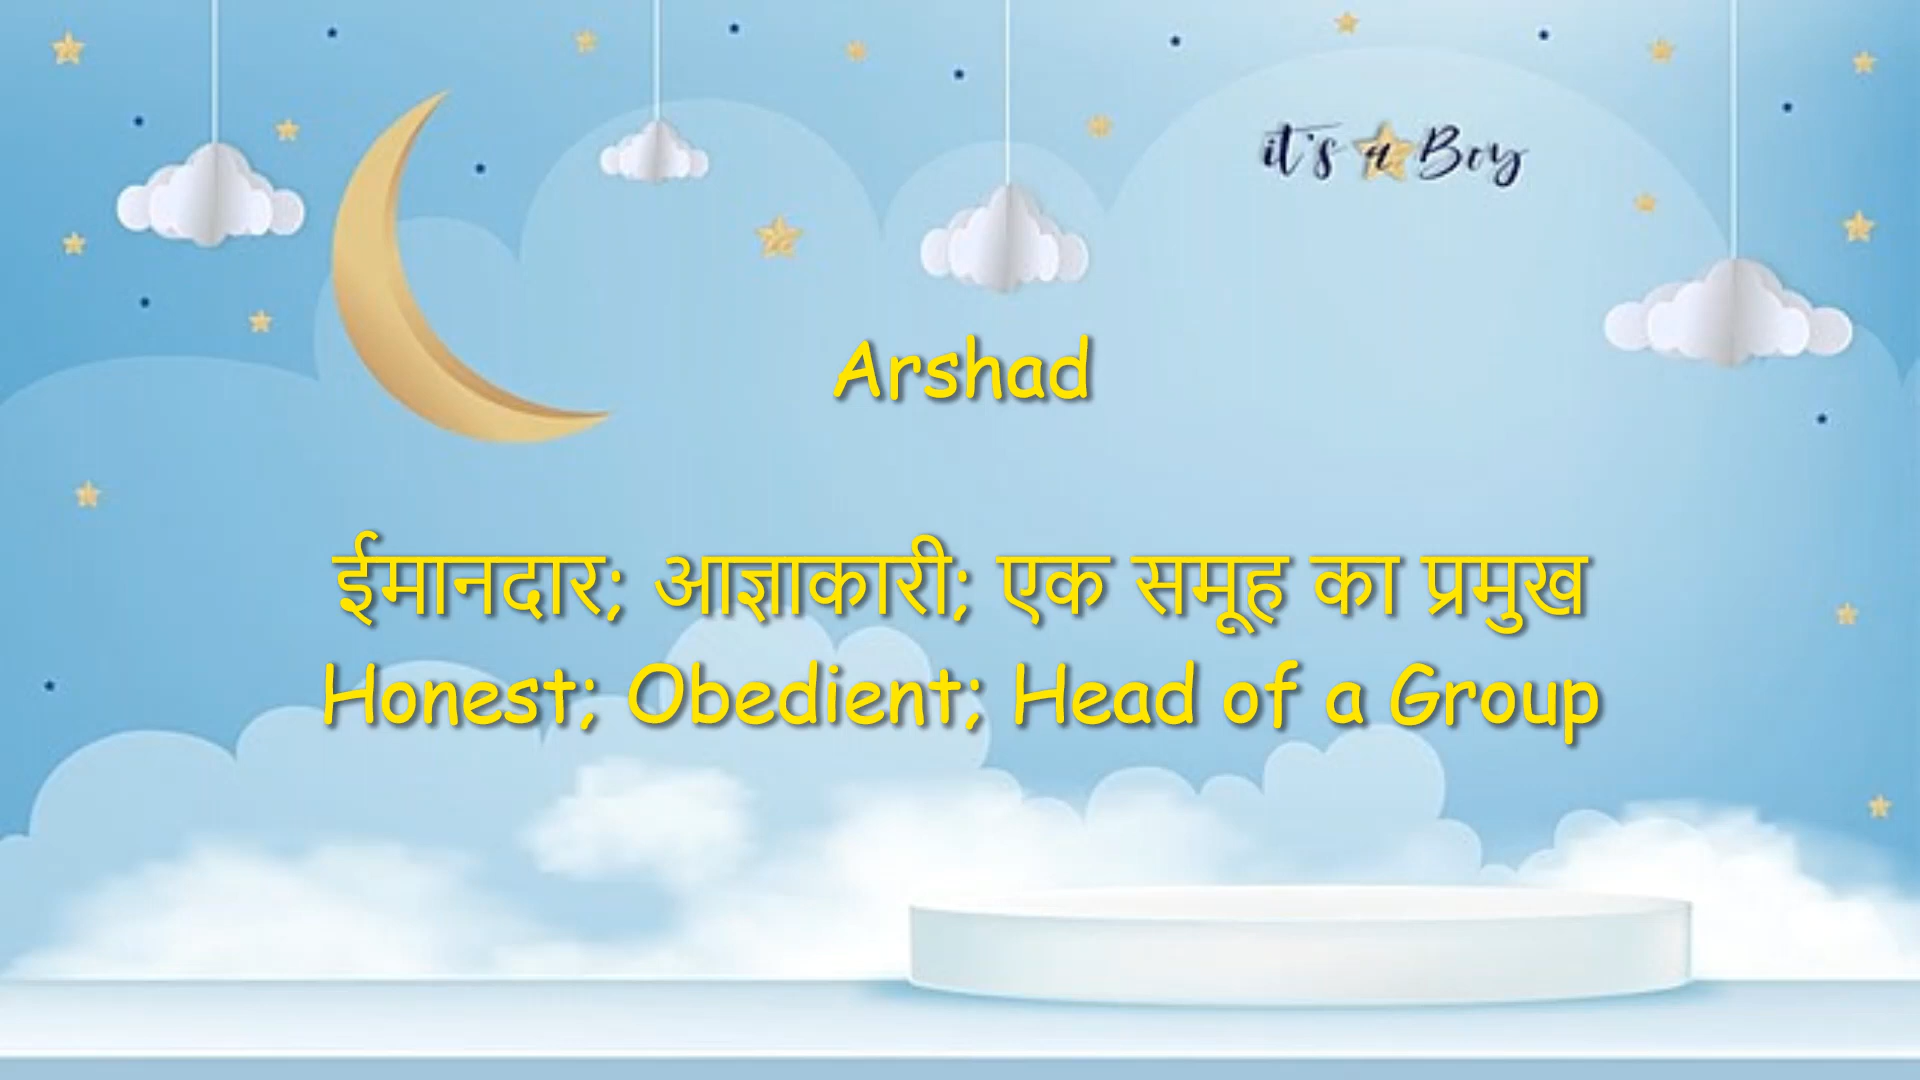 it's a Boy
Arshad
ईमानदार; आज्ञाकारी; एक समूह का प्रमुख
Honest; Obedient; Head of a Group